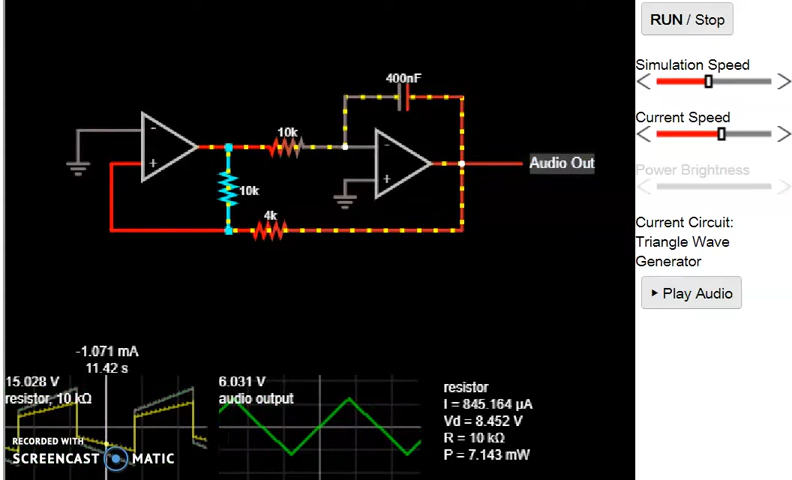 RUN / Stop
Simulation Speed
Current Speed
Power Brightness
Current Circuit:
Triangle Wave
Generator
▸ Play Audio
400nF
10k
-
+
-
+
Audio Out
10k
4k
-1.071 mA
11.42 s
15.028 V
resistor, 10 kΩ
6.031 V
audio output
resistor
I = 845.164 μA
Vd = 8.452 V
R = 10 kΩ
P = 7.143 mW
RECORDED WITH
SCREENCAST MATIC